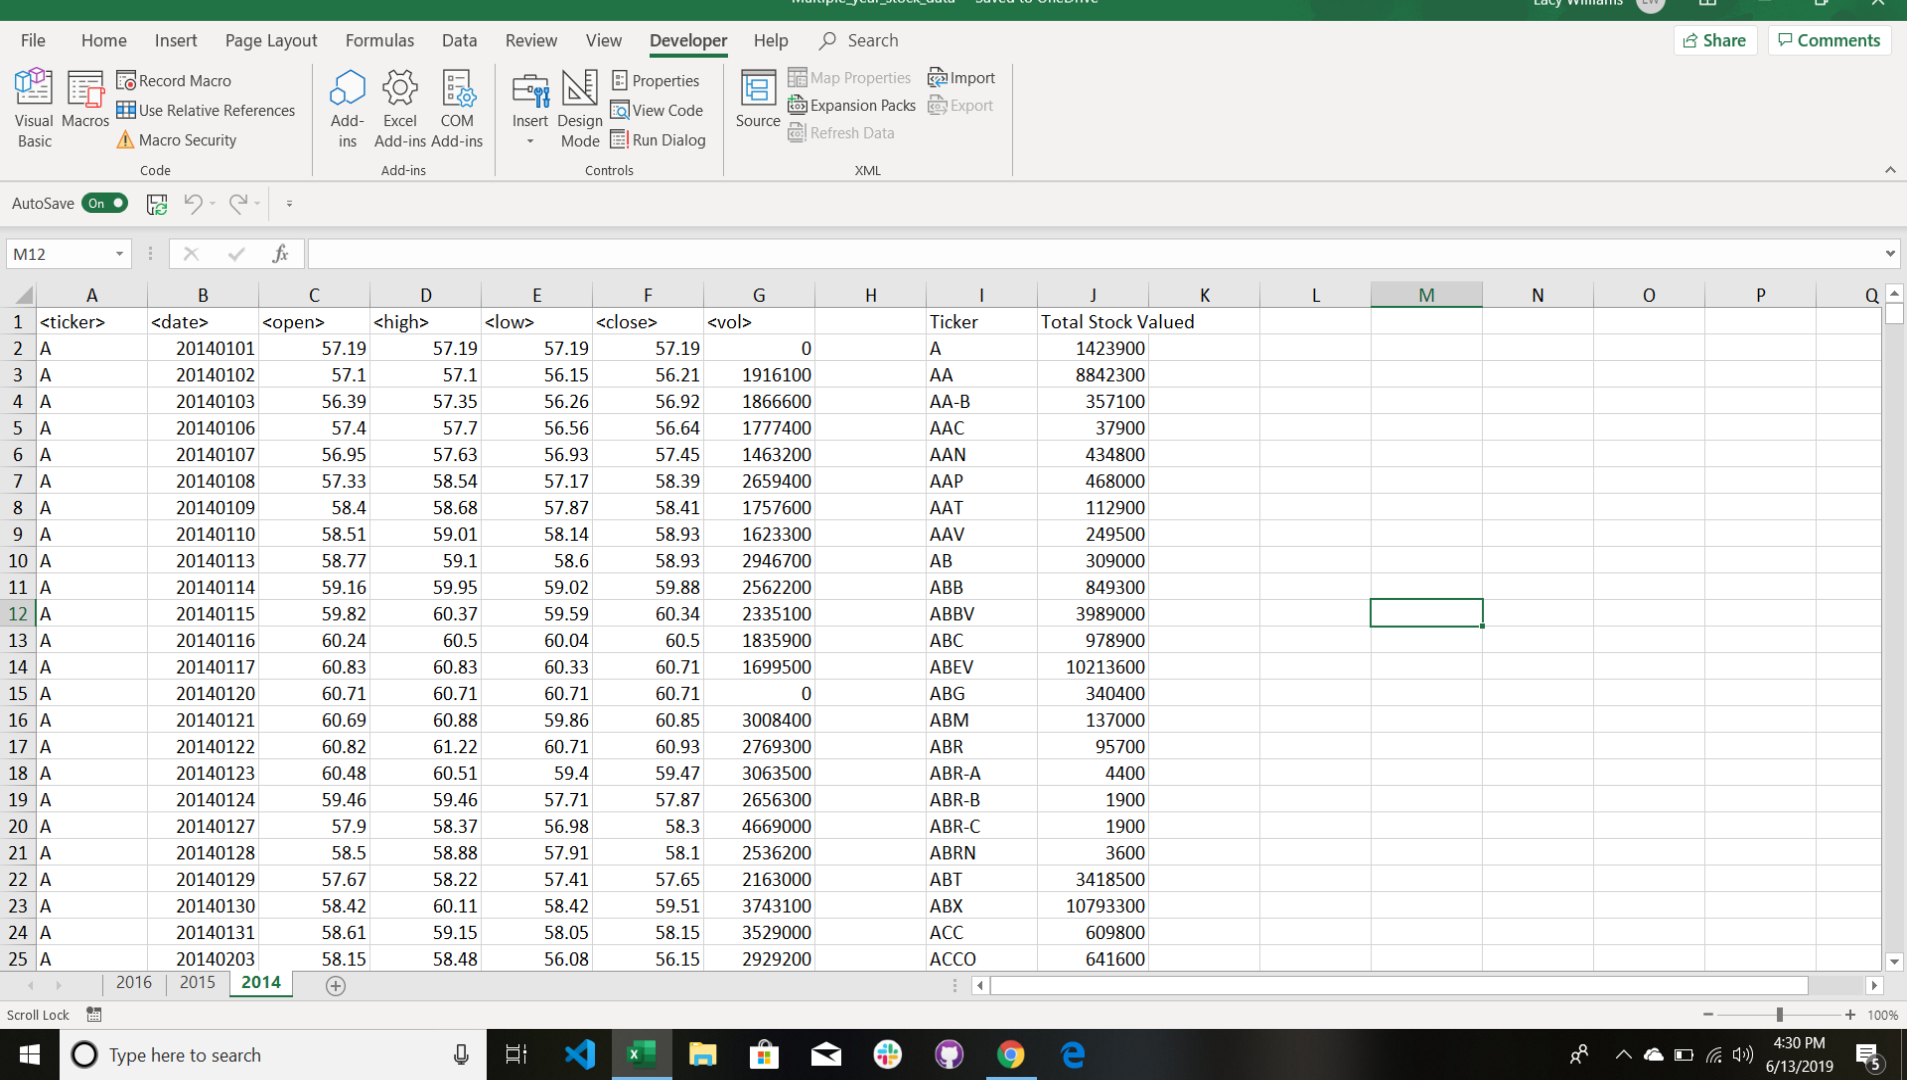 Multiple_year_stock_data - Saved to OneDrive Lacy Williams LW
File Home Insert Page Layout Formulas Data Review View Developer Help Search Share Comments
Visual Basic
Macros
Record Macro
Use Relative References
Macro Security
Code
Add-ins
Excel Add-ins
COM Add-ins
Add-ins
Insert
Design Mode
Properties
View Code
Run Dialog
Controls
Source
Map Properties
Expansion Packs
Refresh Data
Import
Export
XML
AutoSave On
M12 fx
A B C D E F G H I J K L M N O P Q
1 <ticker> <date> <open> <high> <low> <close> <vol> Ticker Total Stock Valued
2 A 20140101 57.19 57.19 57.19 57.19 0 A 1423900
3 A 20140102 57.1 57.1 56.15 56.21 1916100 AA 8842300
4 A 20140103 56.39 57.35 56.26 56.92 1866600 AA-B 357100
5 A 20140106 57.4 57.7 56.56 56.64 1777400 AAC 37900
6 A 20140107 56.95 57.63 56.93 57.45 1463200 AAN 434800
7 A 20140108 57.33 58.54 57.17 58.39 2659400 AAP 468000
8 A 20140109 58.4 58.68 57.87 58.41 1757600 AAT 112900
9 A 20140110 58.51 59.01 58.14 58.93 1623300 AAV 249500
10 A 20140113 58.77 59.1 58.6 58.93 2946700 AB 309000
11 A 20140114 59.16 59.95 59.02 59.88 2562200 ABB 849300
12 A 20140115 59.82 60.37 59.59 60.34 2335100 ABBV 3989000
13 A 20140116 60.24 60.5 60.04 60.5 1835900 ABC 978900
14 A 20140117 60.83 60.83 60.33 60.71 1699500 ABEV 10213600
15 A 20140120 60.71 60.71 60.71 60.71 0 ABG 340400
16 A 20140121 60.69 60.88 59.86 60.85 3008400 ABM 137000
17 A 20140122 60.82 61.22 60.71 60.93 2769300 ABR 95700
18 A 20140123 60.48 60.51 59.4 59.47 3063500 ABR-A 4400
19 A 20140124 59.46 59.46 57.71 57.87 2656300 ABR-B 1900
20 A 20140127 57.9 58.37 56.98 58.3 4669000 ABR-C 1900
21 A 20140128 58.5 58.88 57.91 58.1 2536200 ABRN 3600
22 A 20140129 57.67 58.22 57.41 57.65 2163000 ABT 3418500
23 A 20140130 58.42 60.11 58.42 59.51 3743100 ABX 10793300
24 A 20140131 58.61 59.15 58.05 58.15 3529000 ACC 609800
25 A 20140203 58.15 58.48 56.08 56.15 2929200 ACCO 641600
2016 2015 2014
Scroll Lock 100%
Type here to search
4:30 PM
6/13/2019
5